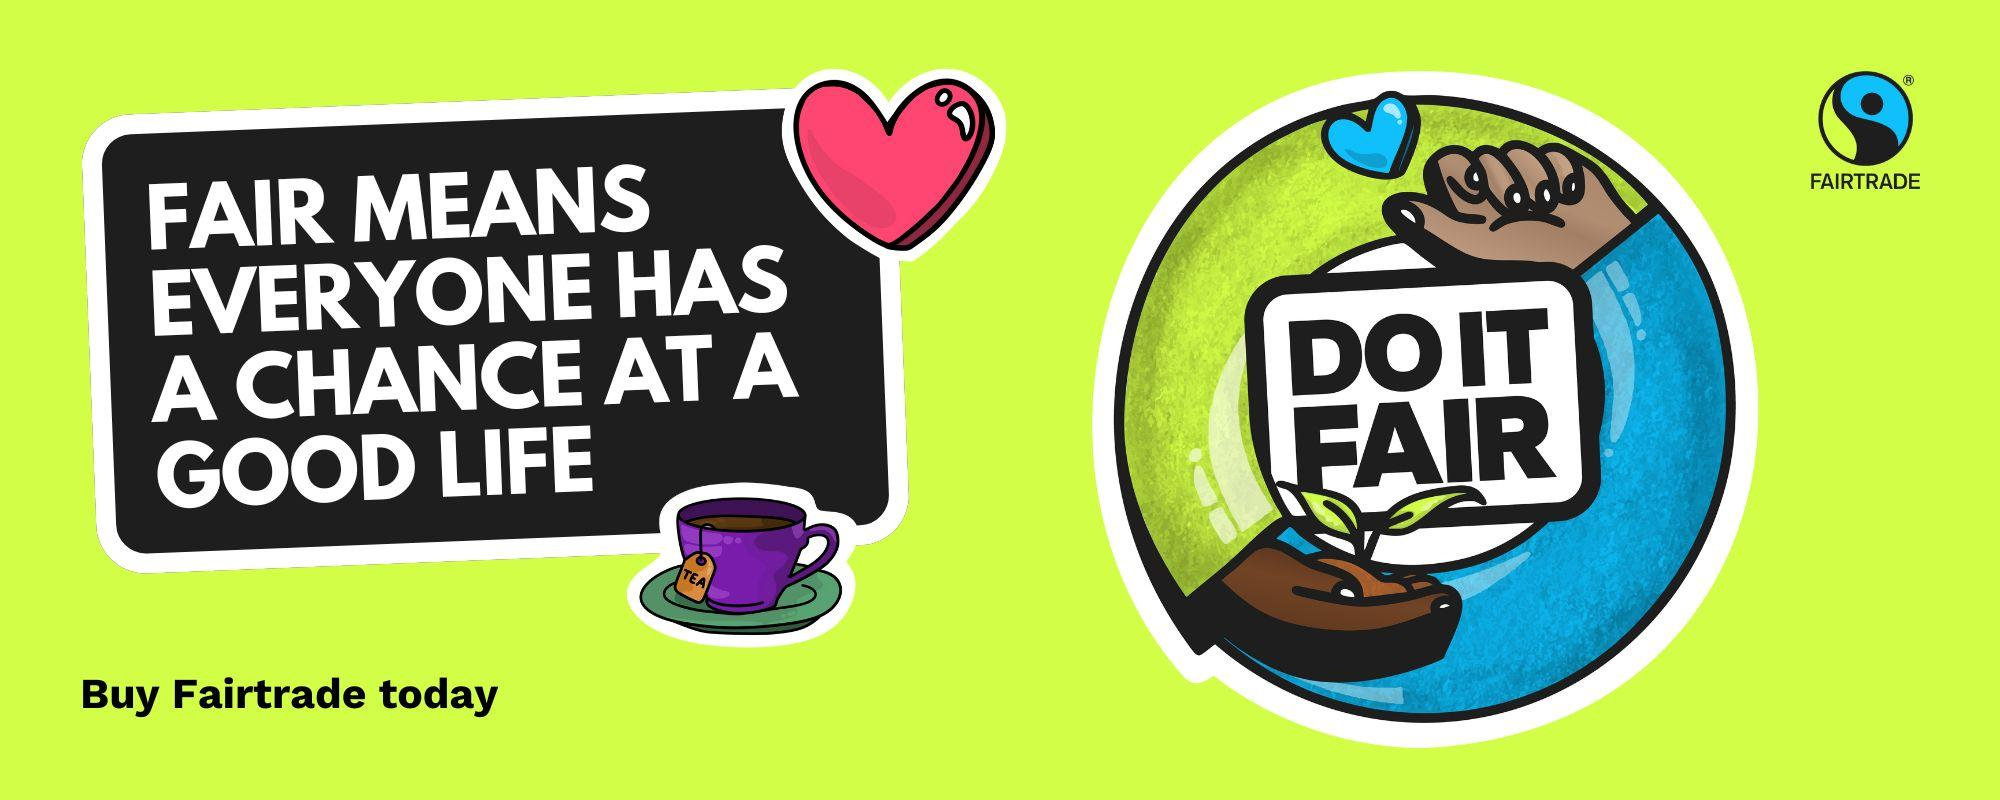 FAIR MEANS
EVERYONE HAS
A CHANCE AT A
GOOD LIFE
TEA
Buy Fairtrade today
DO IT
FAIR
®
FAIRTRADE